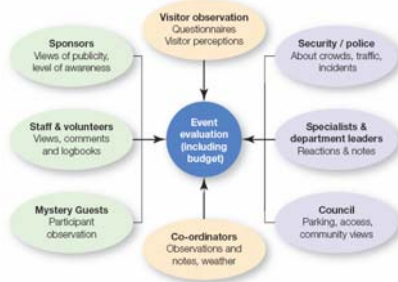 Visitor observation
Questionnaires
Visitor perceptions
Sponsors
Views of publicity,
level of awareness
Security / police
About crowds, traffic,
incidents
Staff & volunteers
Views, comments
and logbooks
Event
evaluation
(including
budget)
Specialists &
department leaders
Reactions & notes
Mystery Guests
Participant
observation
Co-ordinators
Observations and
notes, weather
Council
Parking, access,
community views